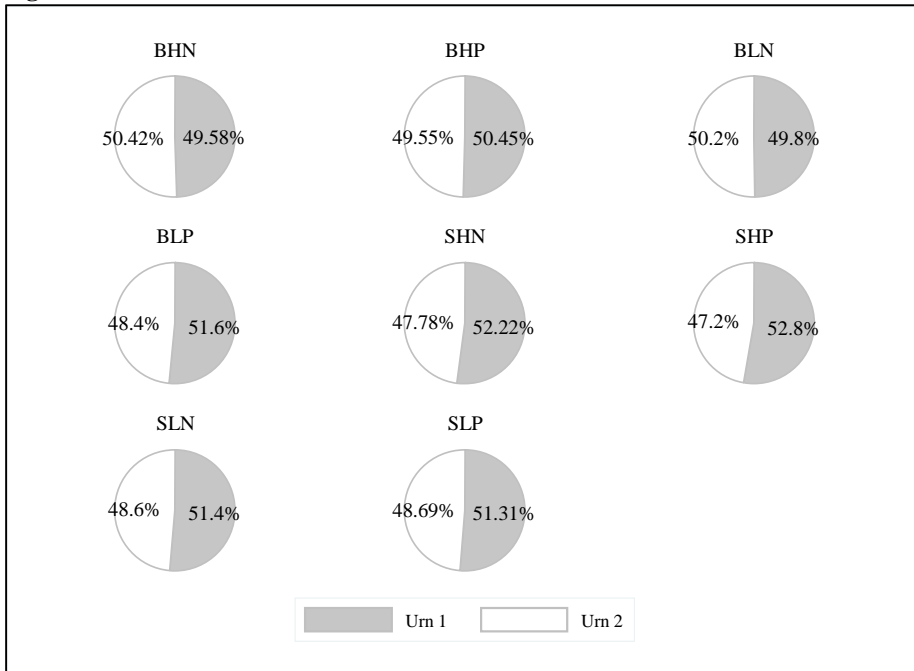 BHN BHP BLN
50.42% 49.58% 49.55% 50.45% 50.2% 49.8%
BLP SHN SHP
48.4% 51.6% 47.78% 52.22% 47.2% 52.8%
SLN SLP
48.6% 51.4% 48.69% 51.31%
Urn 1 Urn 2